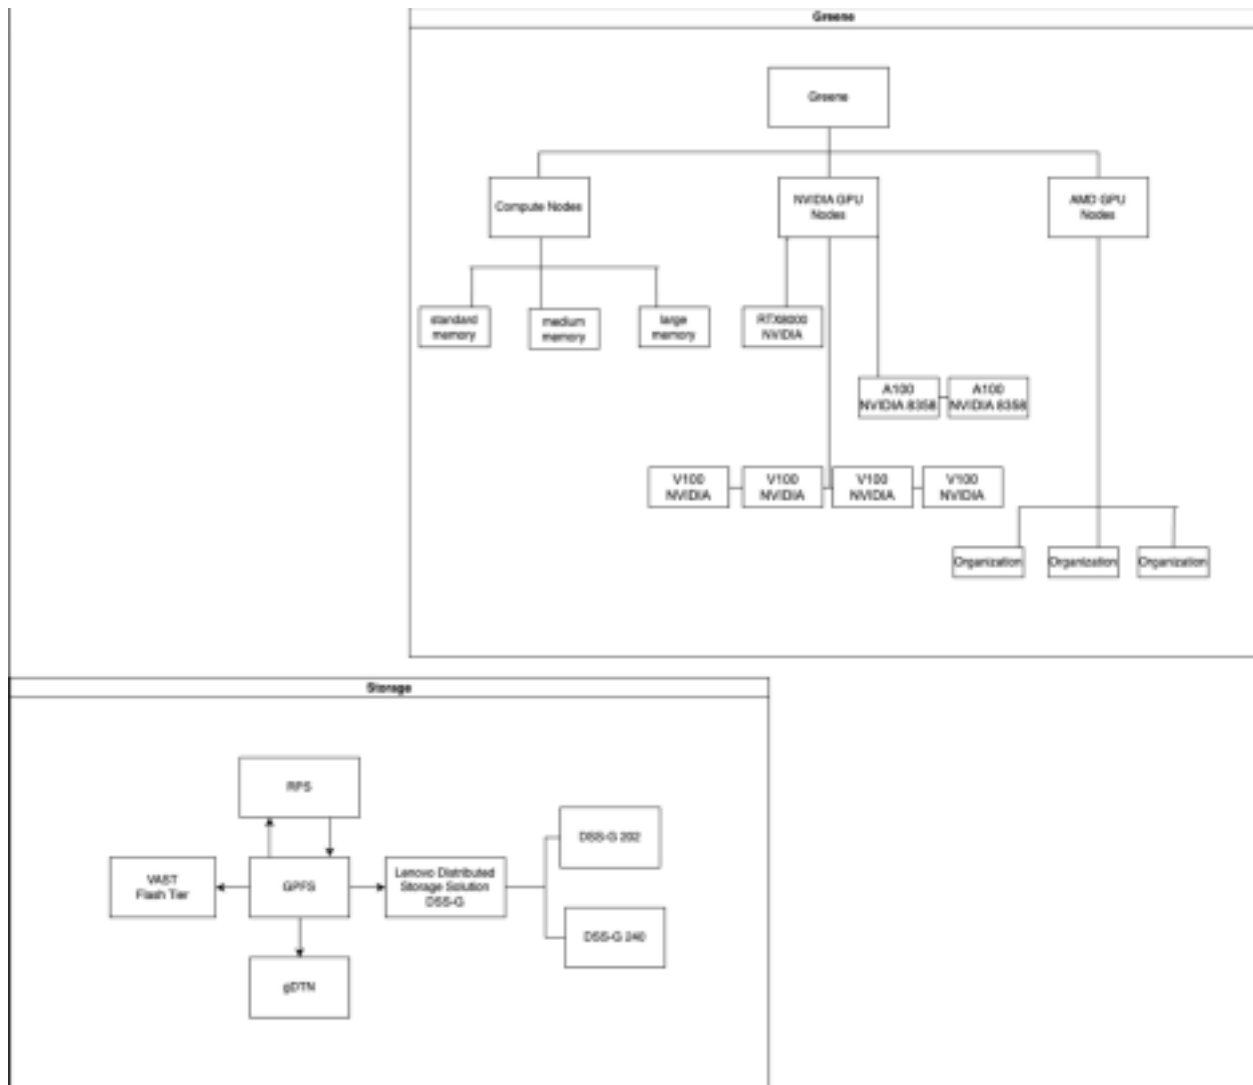 Greene
Greene
Compute Nodes
NVIDIA GPU
Nodes
AMD GPU
Nodes
standard
memory
medium
memory
large
memory
RTX8000
NVIDIA
A100
NVIDIA 8358
A100
NVIDIA 8358
V100
NVIDIA
V100
NVIDIA
V100
NVIDIA
V100
NVIDIA
Organization
Organization
Organization
Storage
RPS
DSS-G 202
VAST
Flash Tier
GPFS
Lenovo Distributed
Storage Solution
DSS-G
DSS-G 240
gDTN